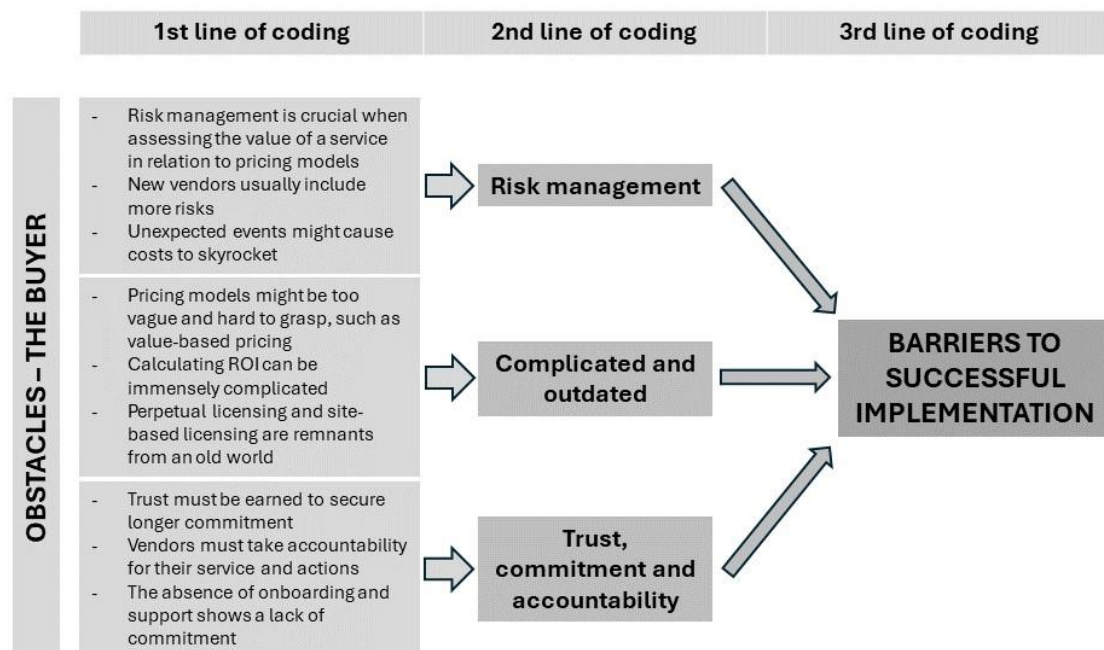 1st line of coding
2nd line of coding
3rd line of coding
OBSTACLES – THE BUYER
- Risk management is crucial when
assessing the value of a service
in relation to pricing models
- New vendors usually include
more risks
- Unexpected events might cause
costs to skyrocket
Risk management
- Pricing models might be too
vague and hard to grasp, such as
value-based pricing
- Calculating ROI can be
immensely complicated
- Perpetual licensing and site-
based licensing are remnants
from an old world
Complicated and
outdated
- Trust must be earned to secure
longer commitment
- Vendors must take accountability
for their service and actions
- The absence of onboarding and
support shows a lack of
commitment
Trust,
commitment and
accountability
BARRIERS TO
SUCCESSFUL
IMPLEMENTATION